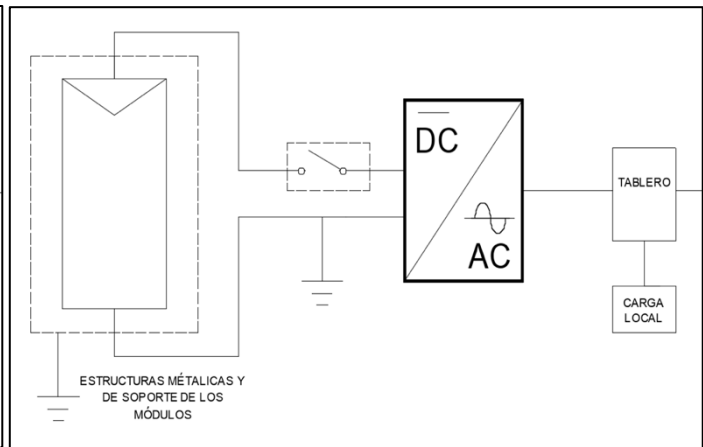 DC
AC
TABLERO
CARGA
LOCAL
ESTRUCTURAS MÉTALICAS Y
DE SOPORTE DE LOS
MÓDULOS